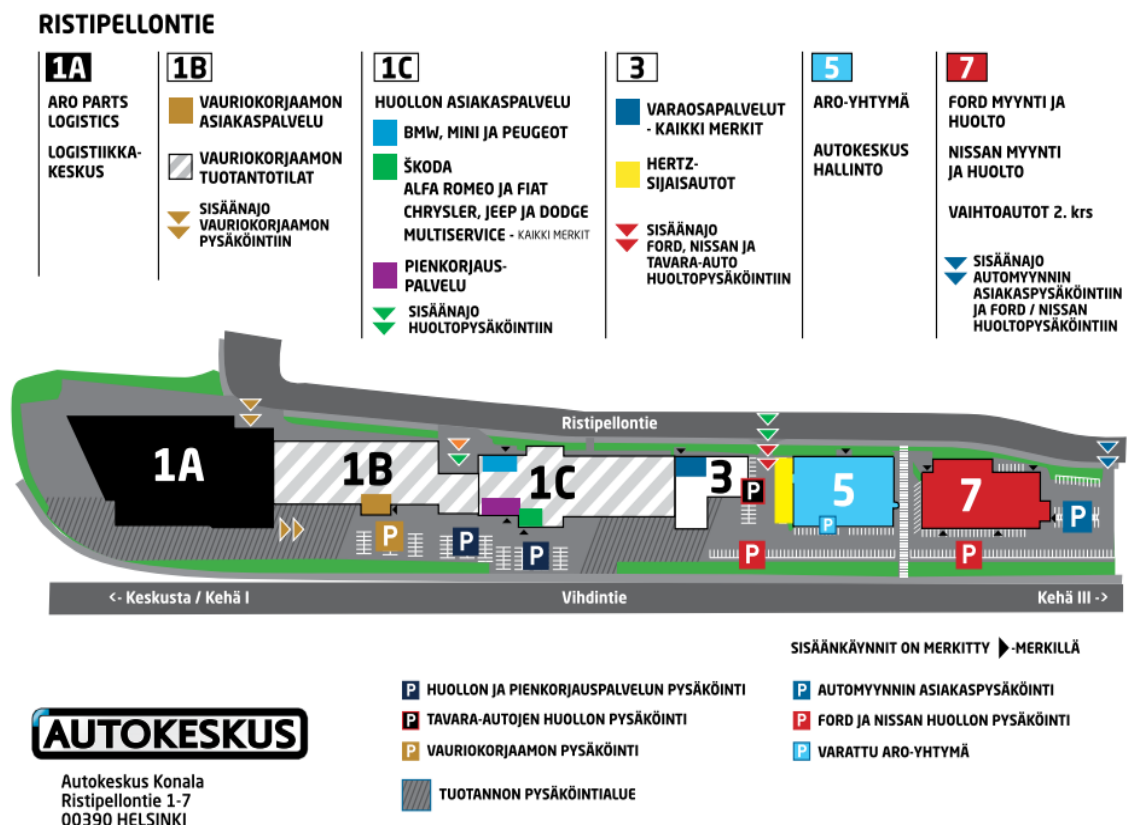 RISTIPELLONTIE
1A
ARO PARTS
LOGISTICS
LOGISTIIKKA-
KESKUS
1B
VAURIOKORJAAMON
ASIAKASPALVELU
VAURIOKORJAAMON
TUOTANTOTILAT
SISÄÄNAJO
VAURIOKORJAAMON
PYSÄKÖINTIIN
1C
HUOLLON ASIAKASPALVELU
BMW, MINI JA PEUGEOT
ŠKODA
ALFA ROMEO JA FIAT
CHRYSLER, JEEP JA DODGE
MULTISERVICE - KAIKKI MERKIT
PIENKORJAUS-
PALVELU
SISÄÄNAJO
HUOLTOPYSÄKÖINTIIN
3
VARAOSAPALVELUT
- KAIKKI MERKIT
HERTZ-
SIJAISAUTOT
SISÄÄNAJO
FORD, NISSAN JA
TAVARA-AUTO
HUOLTOPYSÄKÖINTIIN
5
ARO-YHTYMÄ
AUTOKESKUS
HALLINTO
7
FORD MYYNTI JA
HUOLTO
NISSAN MYYNTI
JA HUOLTO
VAIHTOAUTOT 2. krs
SISÄÄNAJO
AUTOMYYNNIN
ASIAKASPYSÄKÖINTIIN
JA FORD / NISSAN
HUOLTOPYSÄKÖINTIIN
Ristipellontie
1A
1B
1C
3
5
7
P
P
P
P
P
P
P
P
P
<- Keskusta / Kehä I
Vihdintie
Kehä III ->
SISÄÄNKÄYNNIT ON MERKITTY -MERKILLÄ
P HUOLLON JA PIENKORJAUSPALVELUN PYSÄKÖINTI
P TAVARA-AUTOJEN HUOLLON PYSÄKÖINTI
P VAURIOKORJAAMON PYSÄKÖINTI
TUOTANNON PYSÄKÖINTIALUE
P AUTOMYYNNIN ASIAKASPYSÄKÖINTI
P FORD JA NISSAN HUOLLON PYSÄKÖINTI
P VARATTU ARO-YHTYMÄ
AUTOKESKUS
Autokeskus Konala
Ristipellontie 1-7
00390 HELSINKI